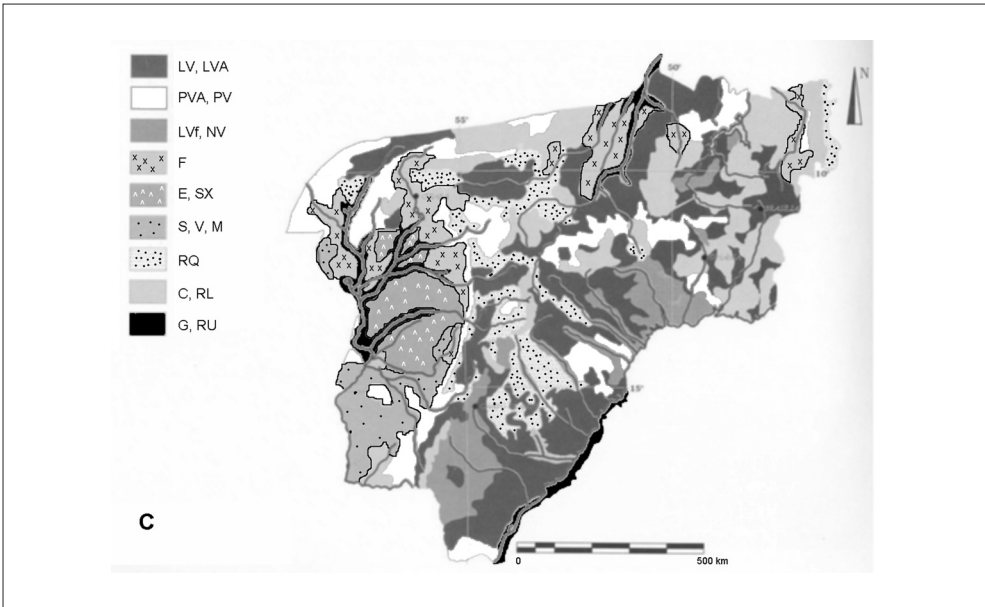 LV, LVA
PVA, PV
LVf, NV
F
E, SX
S, V, M
RQ
C, RL
G, RU
55°
50°
N
10°
15°
C
0
500 km